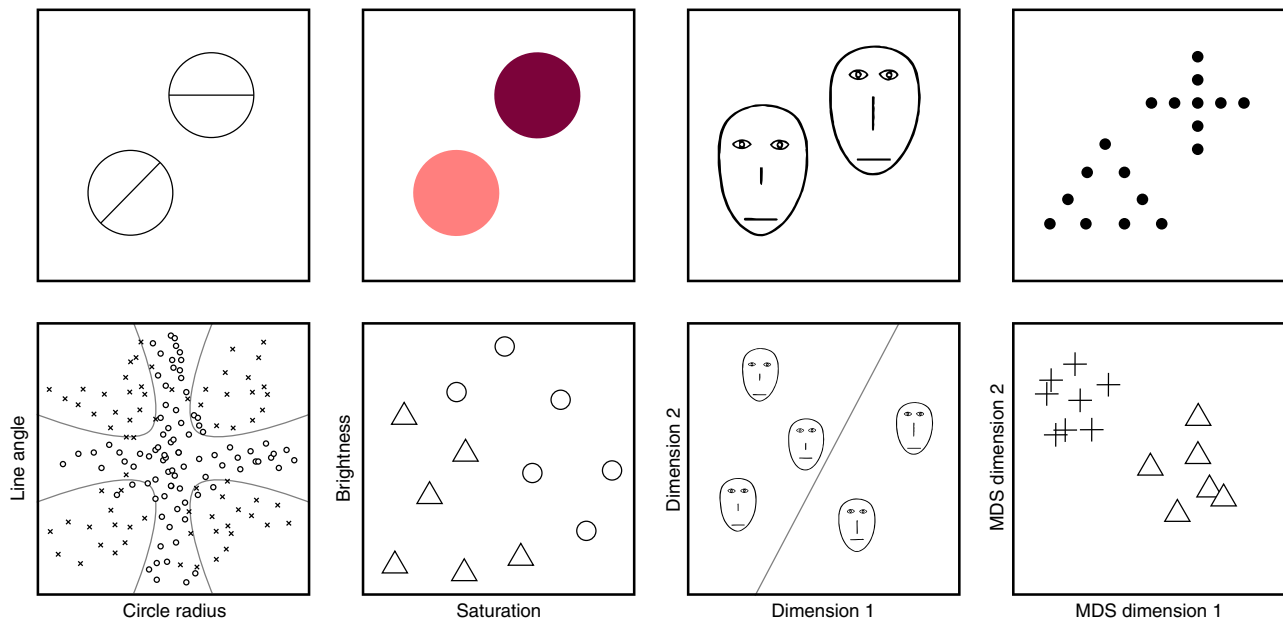 Line angle
Brightness
Dimension 2
MDS dimension 2
Circle radius
Saturation
Dimension 1
MDS dimension 1